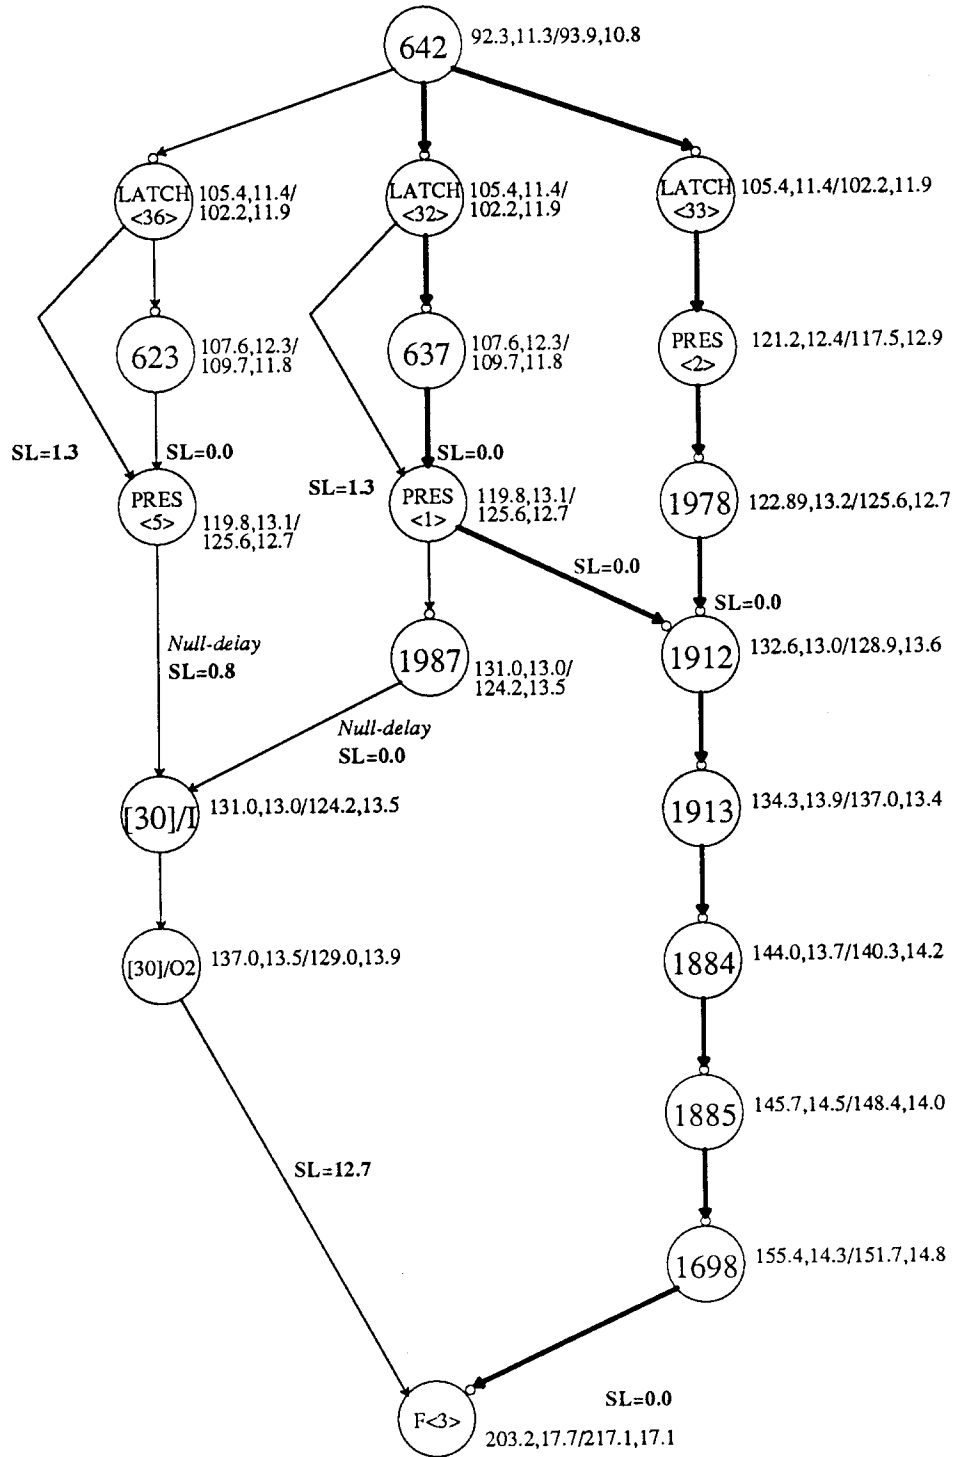 642
92.3,11.3/93.9,10.8
LATCH
<36>
105.4,11.4/
102.2,11.9
LATCH
<32>
105.4,11.4/
102.2,11.9
LATCH
<33>
105.4,11.4/102.2,11.9
623
107.6,12.3/
109.7,11.8
637
107.6,12.3/
109.7,11.8
PRES
<2>
121.2,12.4/117.5,12.9
SL=1.3
SL=0.0
SL=1.3
SL=0.0
PRES
<5>
119.8,13.1/
125.6,12.7
PRES
<1>
119.8,13.1/
125.6,12.7
1978
122.89,13.2/125.6,12.7
SL=0.0
SL=0.0
Null-delay
SL=0.8
1987
131.0,13.0/
124.2,13.5
1912
132.6,13.0/128.9,13.6
Null-delay
SL=0.0
[30]/I
131.0,13.0/124.2,13.5
1913
134.3,13.9/137.0,13.4
[30]/O2
137.0,13.5/129.0,13.9
1884
144.0,13.7/140.3,14.2
1885
145.7,14.5/148.4,14.0
SL=12.7
1698
155.4,14.3/151.7,14.8
F<3>
SL=0.0
203.2,17.7/217.1,17.1